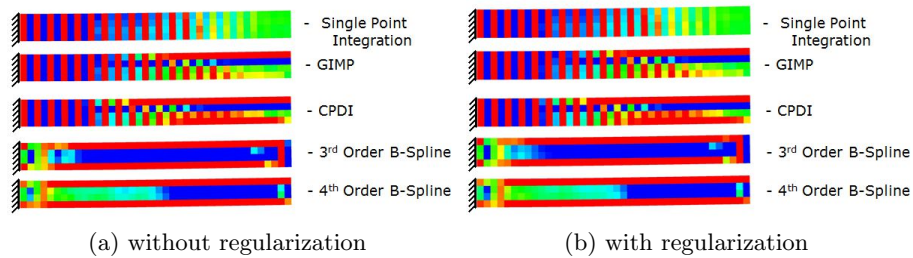 - Single Point
Integration
- GIMP
- CPDI
- 3rd Order B-Spline
- 4th Order B-Spline
(a) without regularization
- Single Point
Integration
- GIMP
- CPDI
- 3rd Order B-Spline
- 4th Order B-Spline
(b) with regularization